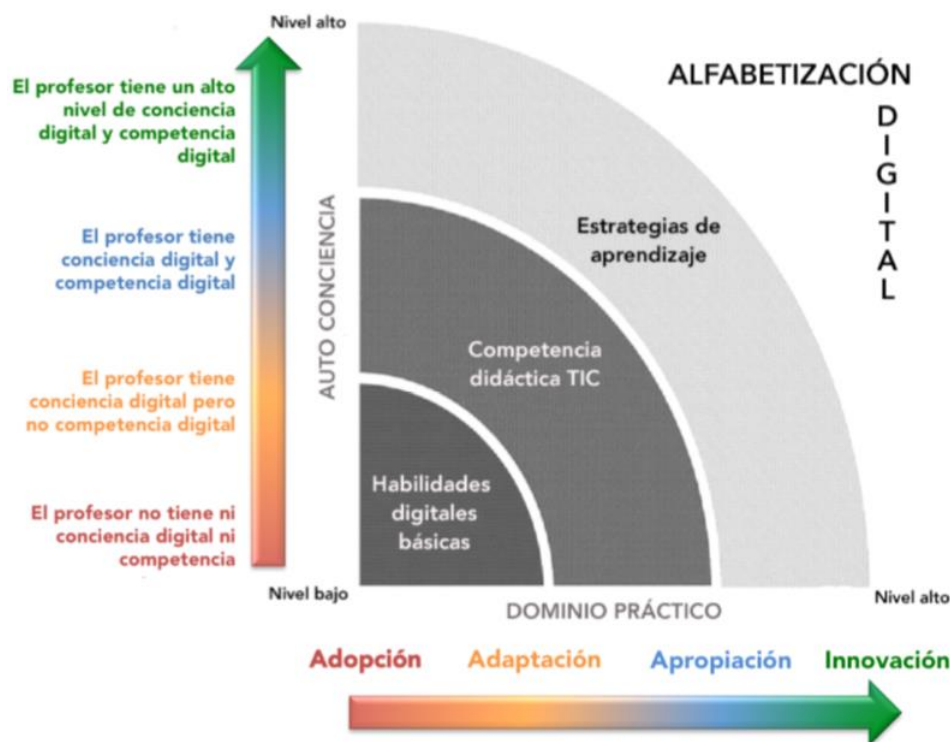 Nivel alto
El profesor tiene un alto
nivel de conciencia
digital y competencia
digital
El profesor tiene
conciencia digital y
competencia digital
El profesor tiene
conciencia digital pero
no competencia digital
El profesor no tiene ni
conciencia digital ni
competencia
Nivel bajo
AUTO CONCIENCIA
ALFABETIZACIÓN
DIGITAL
Estrategias de
aprendizaje
Competencia
didáctica TIC
Habilidades
digitales
básicas
DOMINIO PRÁCTICO
Nivel alto
Adopción
Adaptación
Apropiación
Innovación